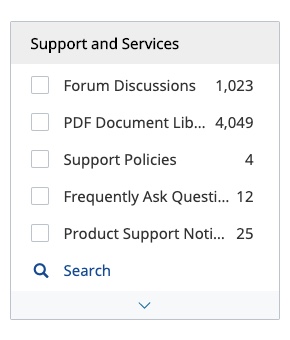 Support and Services
Forum Discussions 1,023
PDF Document Lib... 4,049
Support Policies 4
Frequently Ask Questi... 12
Product Support Noti... 25
Search